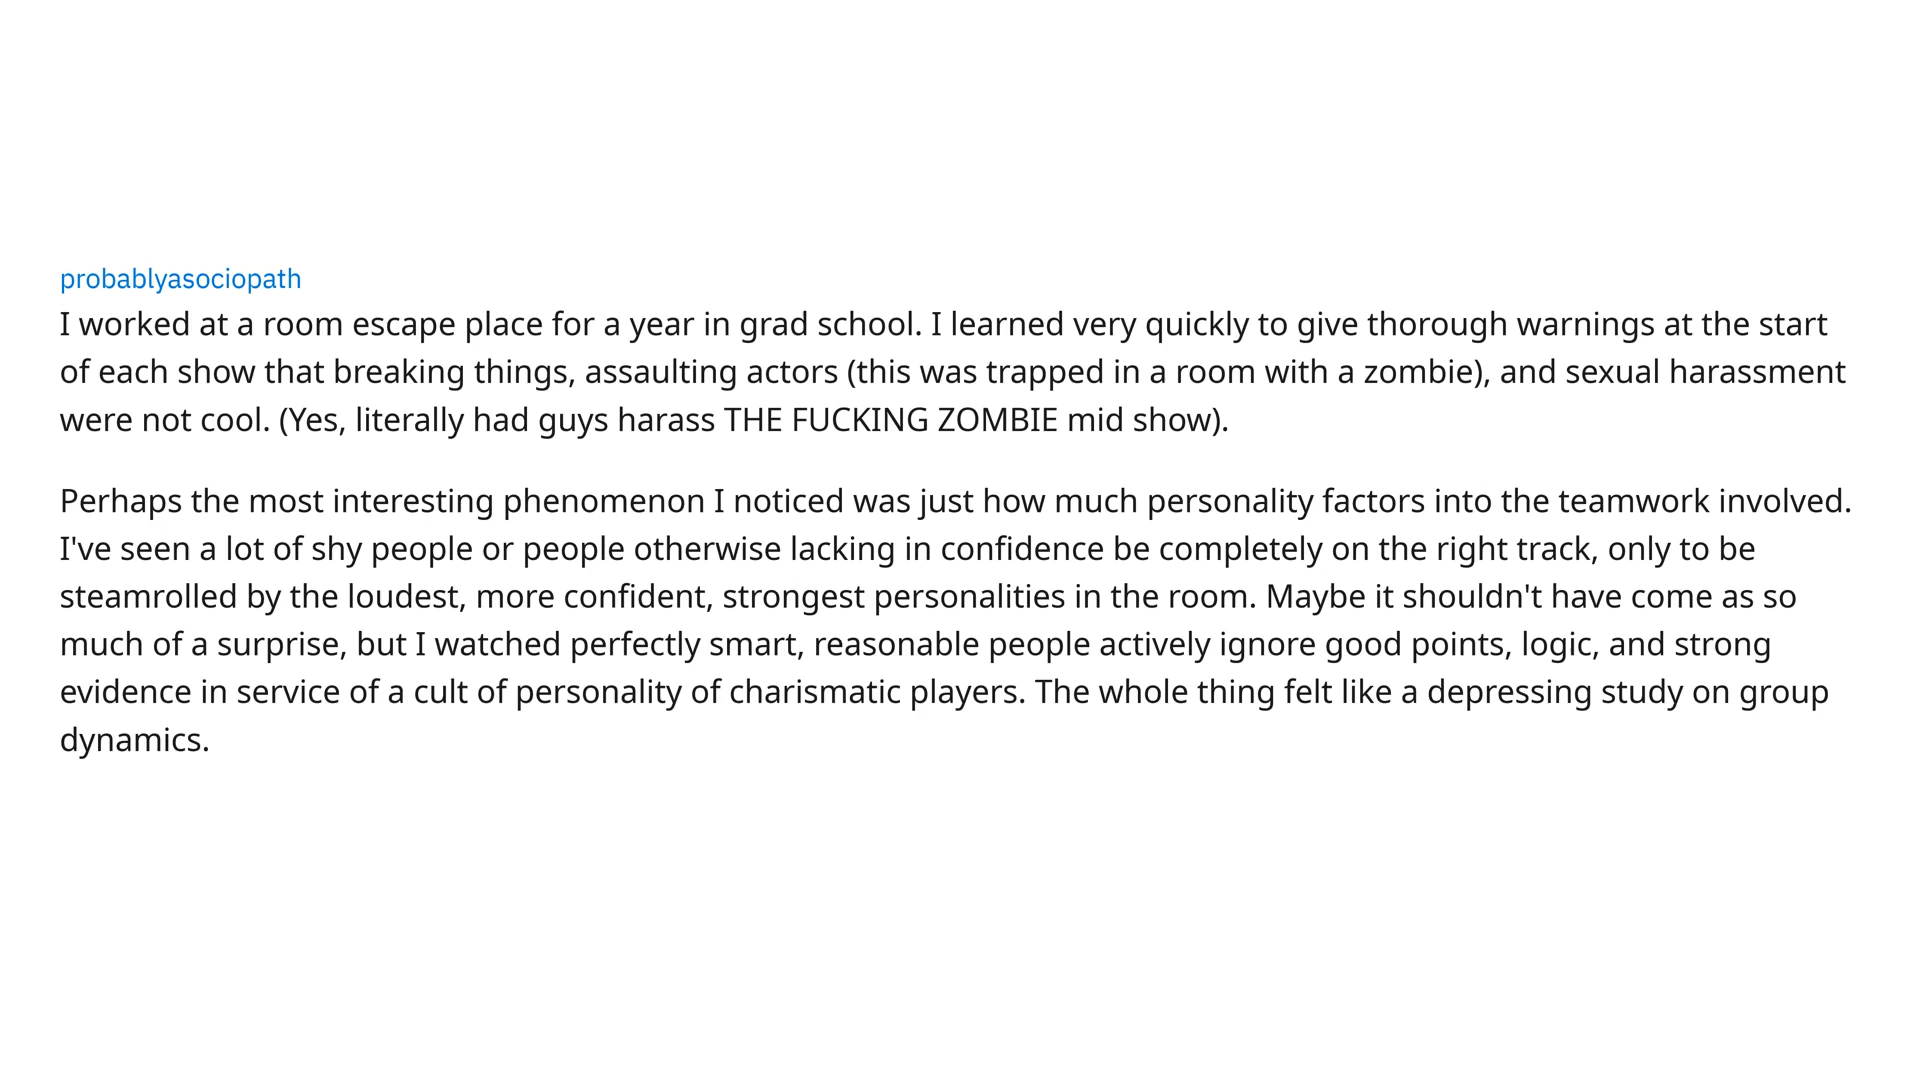 probablyasociopath
I worked at a room escape place for a year in grad school. I learned very quickly to give thorough warnings at the start
of each show that breaking things, assaulting actors (this was trapped in a room with a zombie), and sexual harassment
were not cool. (Yes, literally had guys harass THE FUCKING ZOMBIE mid show).
Perhaps the most interesting phenomenon I noticed was just how much personality factors into the teamwork involved.
I've seen a lot of shy people or people otherwise lacking in confidence be completely on the right track, only to be
steamrolled by the loudest, more confident, strongest personalities in the room. Maybe it shouldn't have come as so
much of a surprise, but I watched perfectly smart, reasonable people actively ignore good points, logic, and strong
evidence in service of a cult of personality of charismatic players. The whole thing felt like a depressing study on group
dynamics.